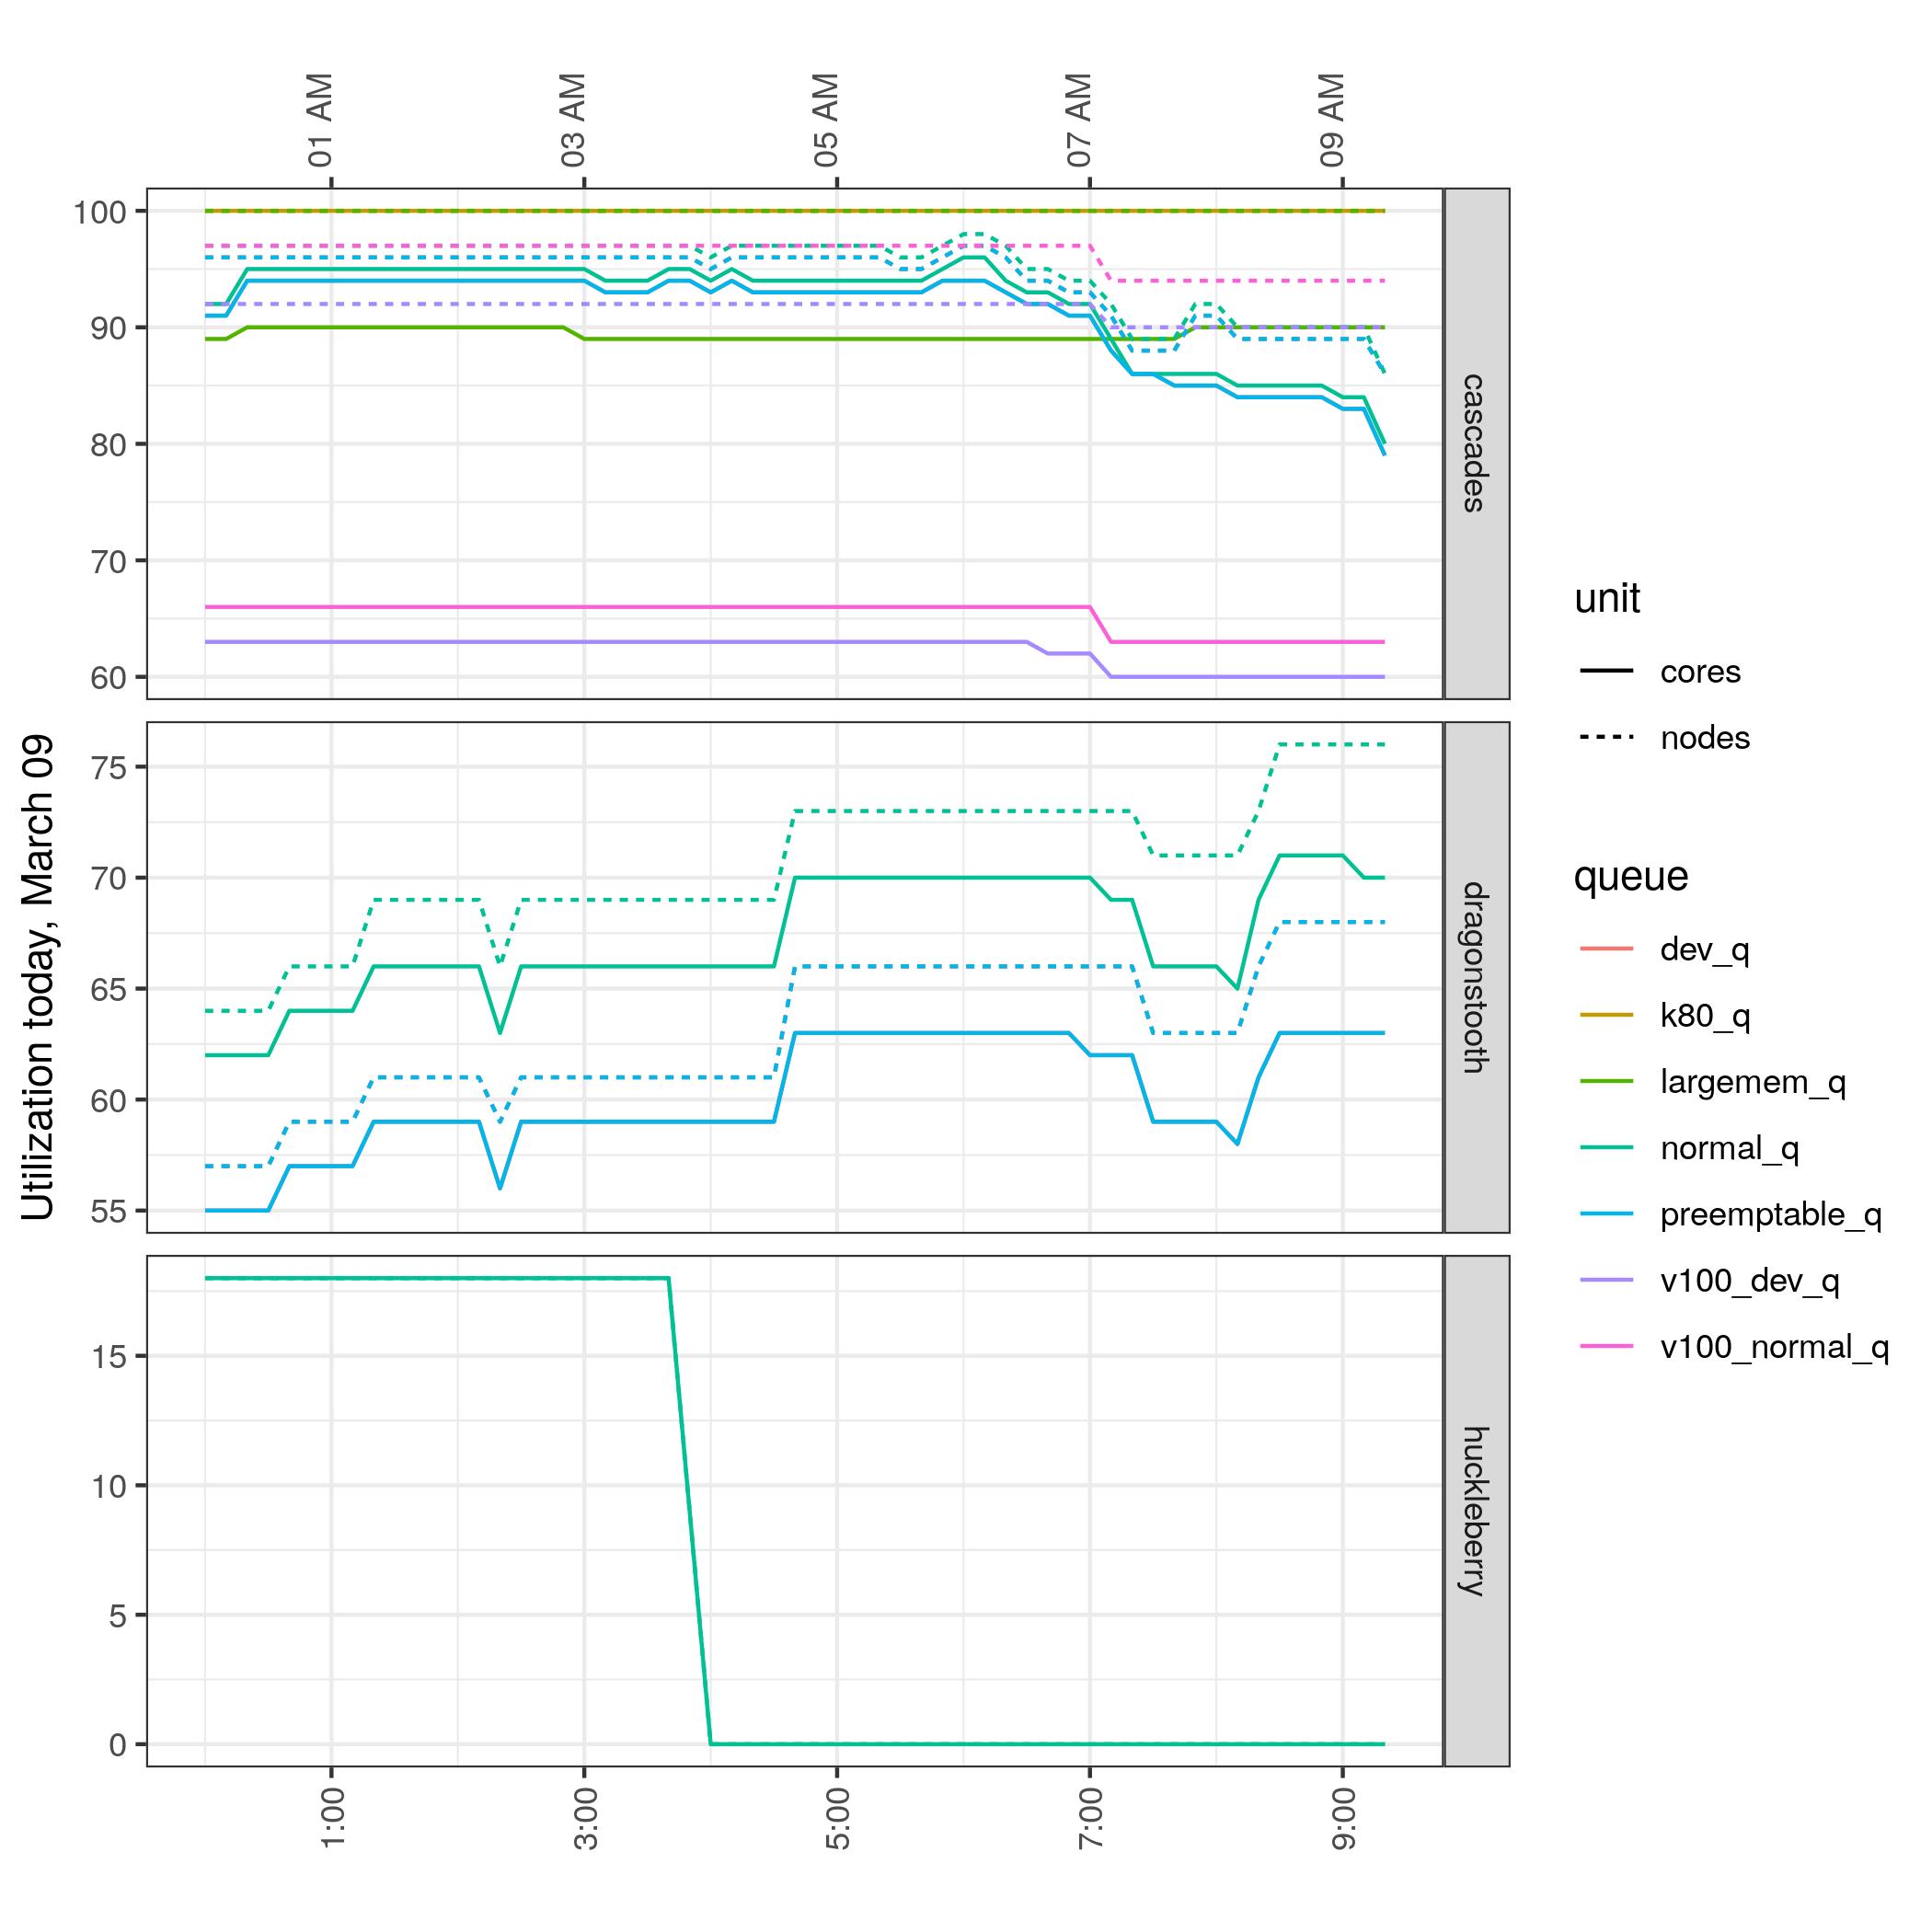 01 AM
03 AM
05 AM
07 AM
09 AM
Utilization today, March 09
100
90
80
70
60
cascades
75
70
65
60
55
dragonstooth
15
10
5
0
huckleberry
1:00
3:00
5:00
7:00
9:00
unit
cores
nodes
queue
dev_q
k80_q
largemem_q
normal_q
preemptable_q
v100_dev_q
v100_normal_q